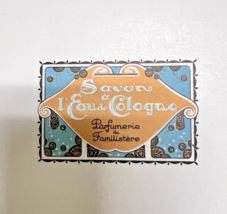 Savon
à
l'Eau de Cologne
Parfumerie
du
Familistère